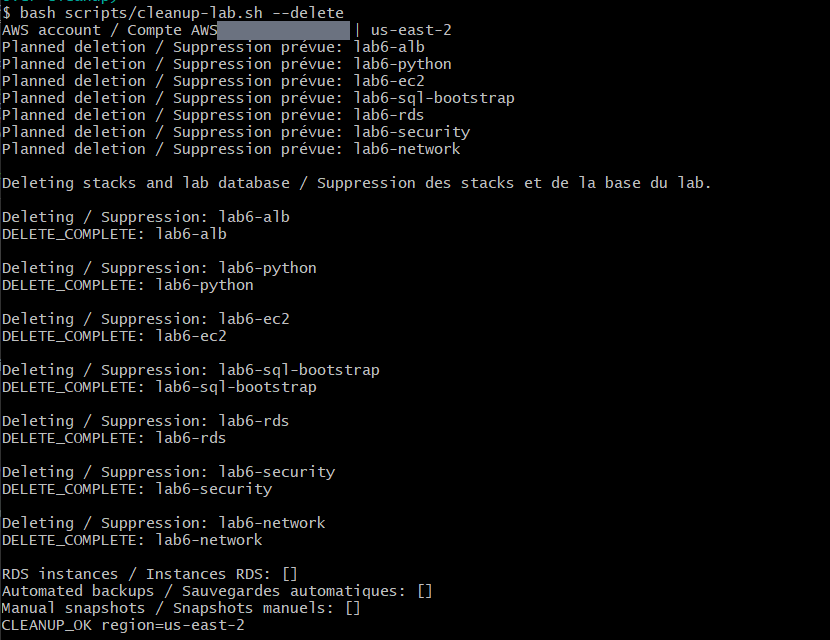 $ bash scripts/cleanup-lab.sh --delete
AWS account / Compte AWS | us-east-2
Planned deletion / Suppression prévue: lab6-alb
Planned deletion / Suppression prévue: lab6-python
Planned deletion / Suppression prévue: lab6-ec2
Planned deletion / Suppression prévue: lab6-sql-bootstrap
Planned deletion / Suppression prévue: lab6-rds
Planned deletion / Suppression prévue: lab6-security
Planned deletion / Suppression prévue: lab6-network
Deleting stacks and lab database / Suppression des stacks et de la base du lab.
Deleting / Suppression: lab6-alb
DELETE_COMPLETE: lab6-alb
Deleting / Suppression: lab6-python
DELETE_COMPLETE: lab6-python
Deleting / Suppression: lab6-ec2
DELETE_COMPLETE: lab6-ec2
Deleting / Suppression: lab6-sql-bootstrap
DELETE_COMPLETE: lab6-sql-bootstrap
Deleting / Suppression: lab6-rds
DELETE_COMPLETE: lab6-rds
Deleting / Suppression: lab6-security
DELETE_COMPLETE: lab6-security
Deleting / Suppression: lab6-network
DELETE_COMPLETE: lab6-network
RDS instances / Instances RDS: []
Automated backups / Sauvegardes automatiques: []
Manual snapshots / Snapshots manuels: []
CLEANUP_OK region=us-east-2